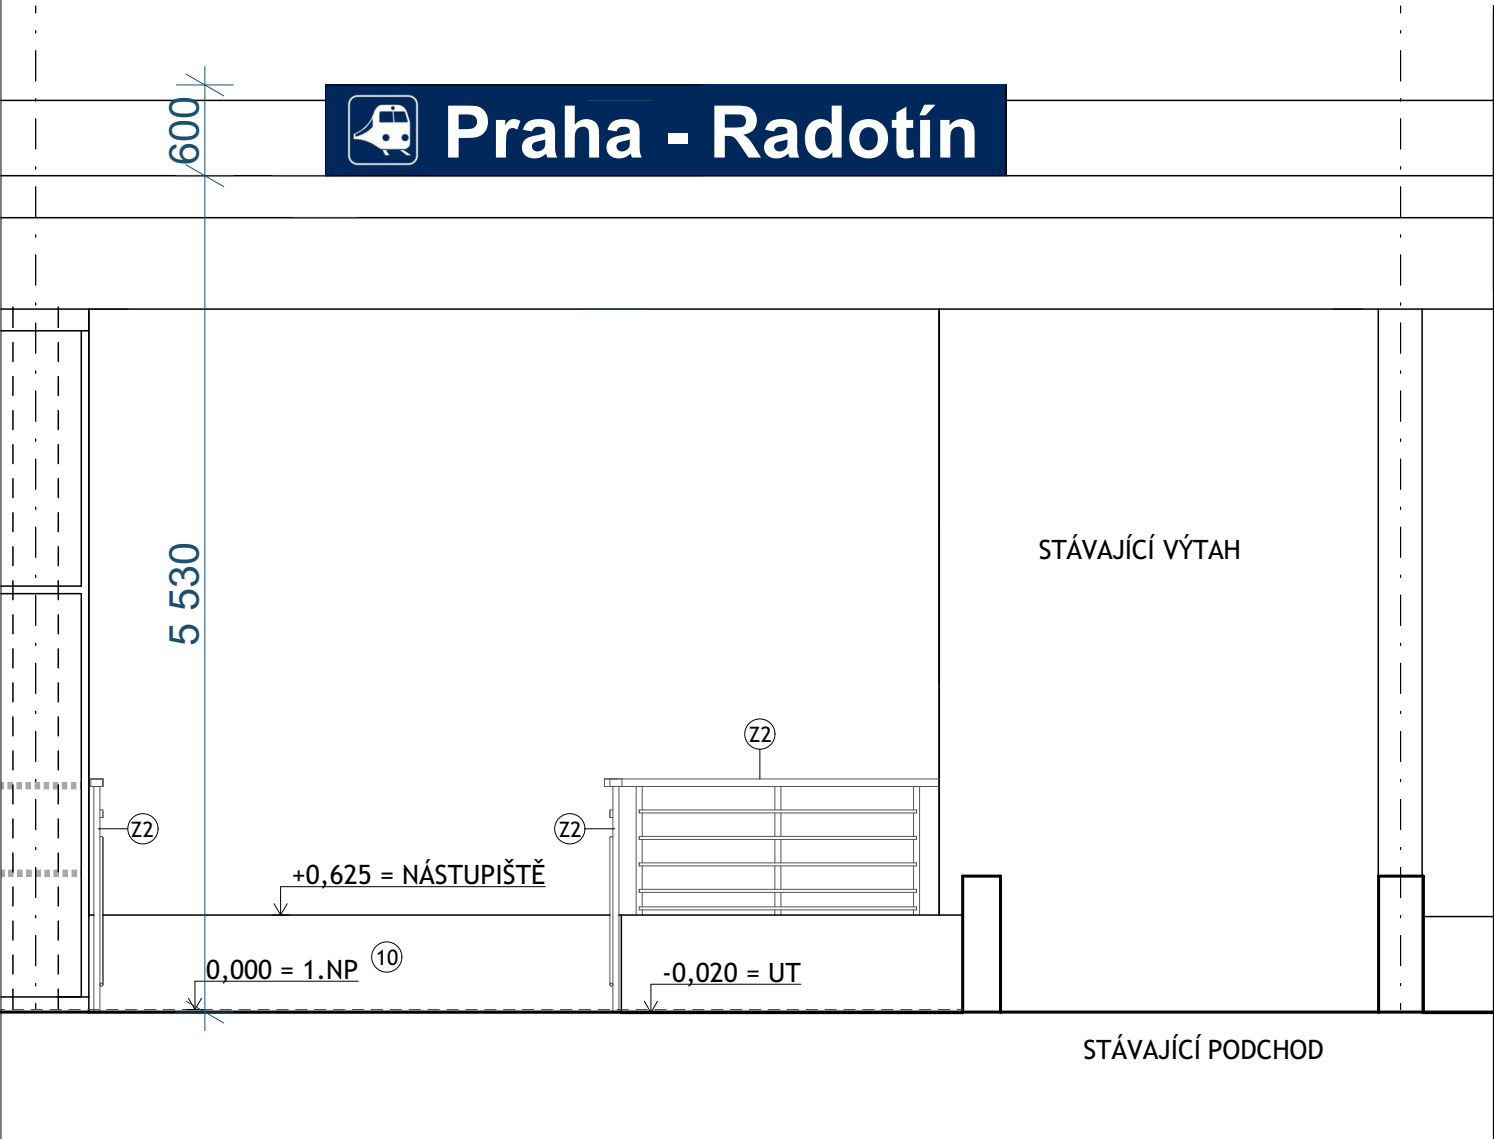 600
Praha - Radotín
5 530
STÁVAJÍCÍ VÝTAH
Z2
Z2
Z2
+0,625 = NÁSTUPIŠTĚ
10
0,000 = 1.NP
-0,020 = UT
STÁVAJÍCÍ PODCHOD